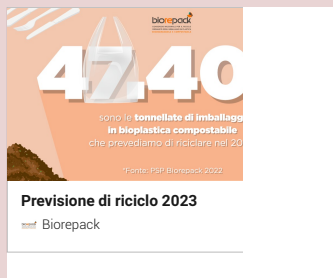 biorepack
47.40
sono le tonnellate di imballagg
in bioplastica compostabile
che prevediamo di riciclare nel 20
*Fonte: PSP Biorepack 2022
Previsione di riciclo 2023
Biorepack